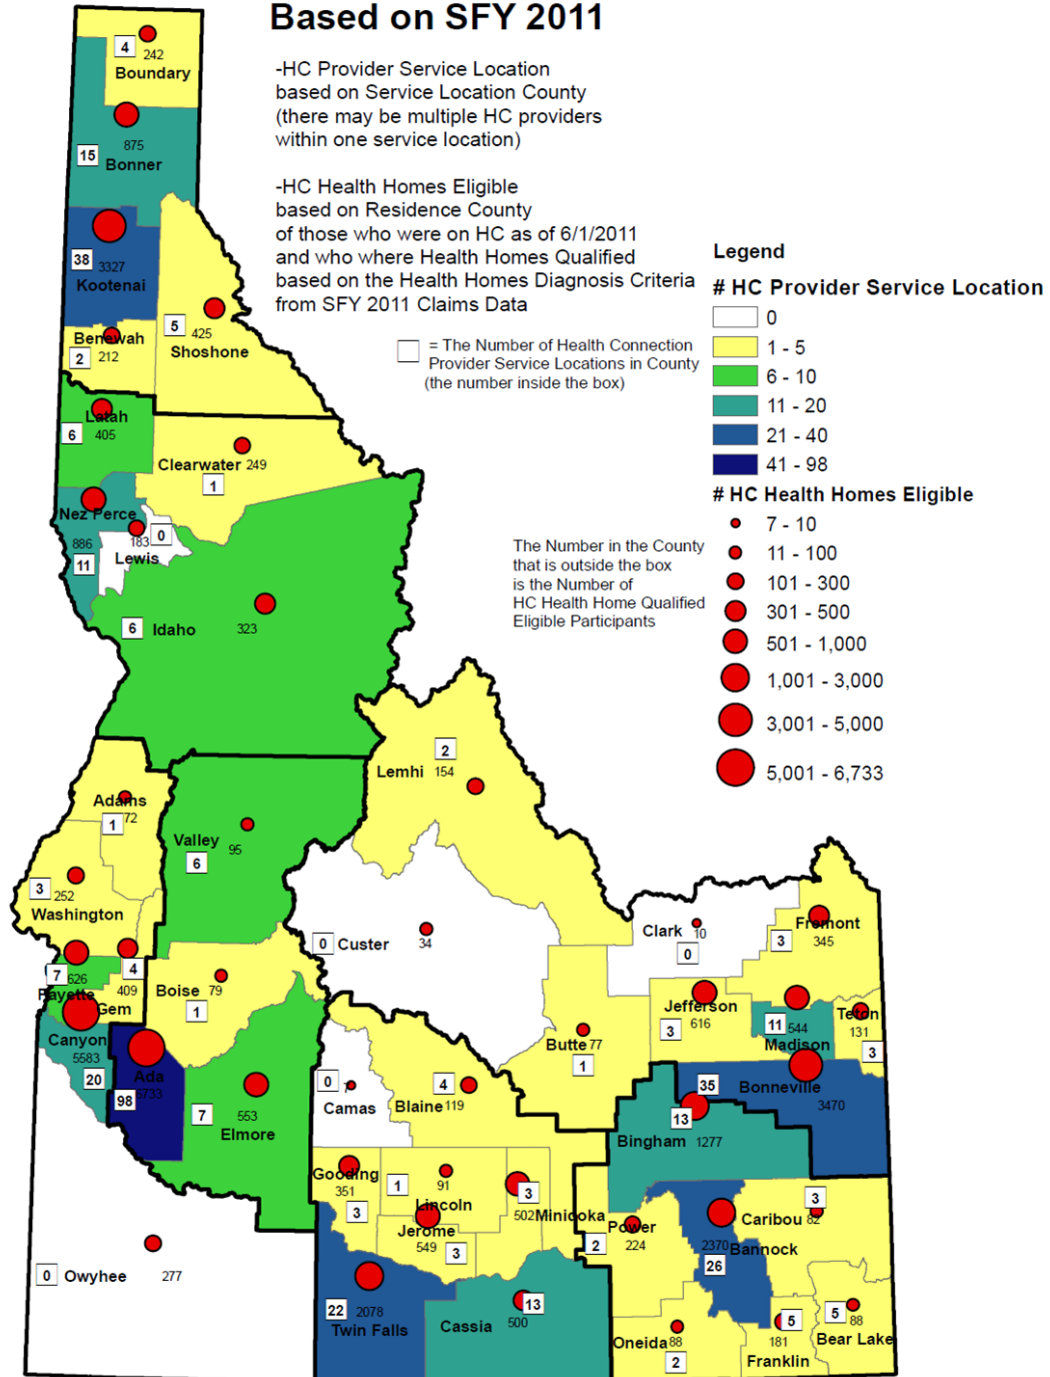 Based on SFY 2011
-HC Provider Service Location
based on Service Location County
(there may be multiple HC providers
within one service location)
-HC Health Homes Eligible
based on Residence County
of those who were on HC as of 6/1/2011
and who where Health Homes Qualified
based on the Health Homes Diagnosis Criteria
from SFY 2011 Claims Data
= The Number of Health Connection
Provider Service Locations in County
(the number inside the box)
Legend
# HC Provider Service Location
0
1 - 5
6 - 10
11 - 20
21 - 40
41 - 98
# HC Health Homes Eligible
7 - 10
11 - 100
101 - 300
301 - 500
501 - 1,000
1,001 - 3,000
3,001 - 5,000
5,001 - 6,733
The Number in the County
that is outside the box
is the Number of
HC Health Home Qualified
Eligible Participants
4 242
Boundary
875
15 Bonner
38 3327
Kootenai
5 425
Shoshone
Benewah
2 212
Latah
6 405
Clearwater 249
1
Nez Perce
886
11
183 0
Lewis
6 Idaho 323
2
Lemhi 154
Adams
72
1
Valley 95
6
3 252
Washington
0 Custer 34
Clark 10
0
Fremont
3 345
7 626
Payette
4
409
Gem
Boise 79
1
Jefferson
3 616
11 544
Madison
Teton
131
3
Canyon
5583
20
Ada
6733
98
Butte 77
1
35
Bonneville
3470
7 553
Elmore
0 7
Camas
4
Blaine 119
13
Bingham 1277
Gooding
351
3
1 91
Lincoln
3
502 Minidoka
Jerome
549 3
Power
2 224
3
Caribou 82
2370 Bannock
26
0 Owyhee 277
22 2078
Twin Falls
13
Cassia 500
Oneida 88
2
5
181
Franklin
5 88
Bear Lake